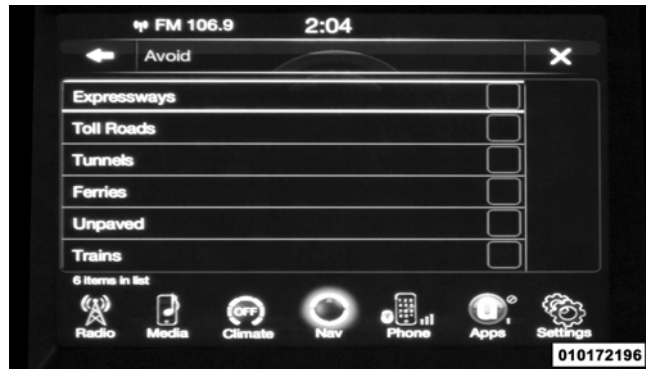 FM 106.9 2:04
Avoid
Expressways
Toll Roads
Tunnels
Ferries
Unpaved
Trains
6 items in list
OFF
Radio Media Climate Nav Phone Apps Settings
010172196